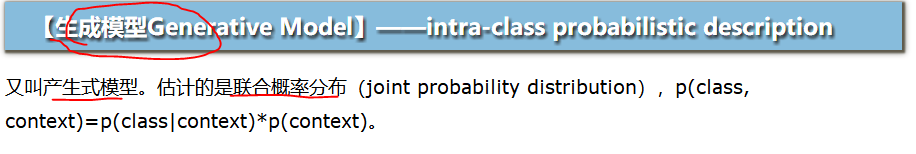 【生成模型Generative Model】——intra-class probabilistic description
又叫产生式模型。估计的是联合概率分布（joint probability distribution），p(class,
context)=p(class|context)*p(context)。